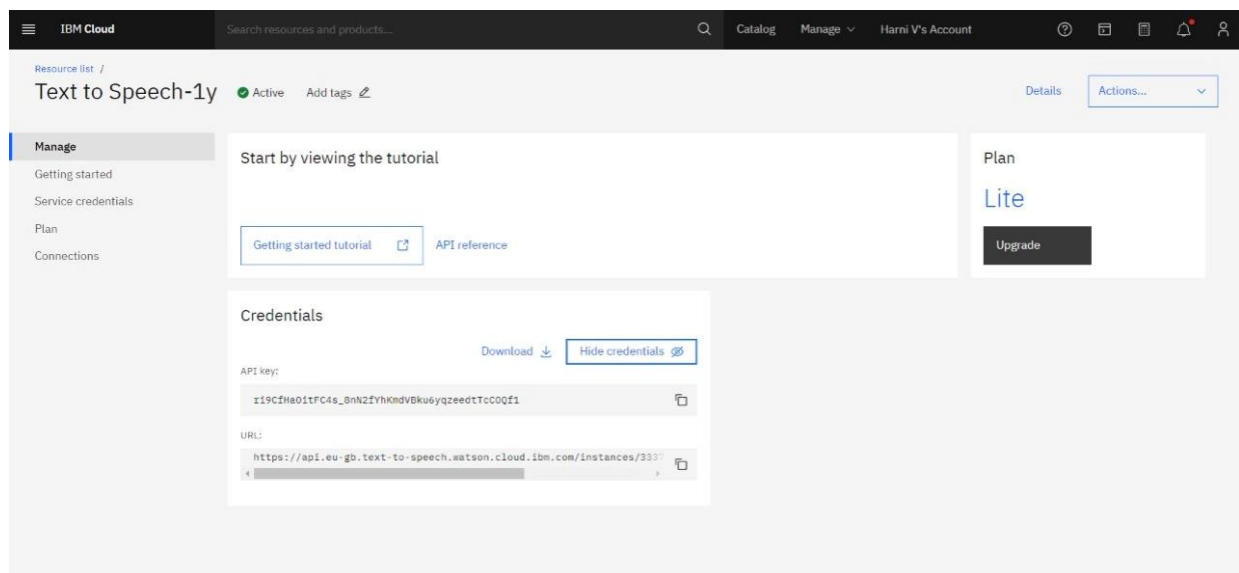 IBM Cloud
Search resources and products...
Catalog
Manage
Harni V's Account
Resource list /
Text to Speech-1y
Active
Add tags
Details
Actions...
Manage
Getting started
Service credentials
Plan
Connections
Start by viewing the tutorial
Getting started tutorial
API reference
Plan
Lite
Upgrade
Credentials
Download
Hide credentials
API key:
URL:
https://api.eu-gb.text-to-speech.watson.cloud.ibm.com/instances/3337